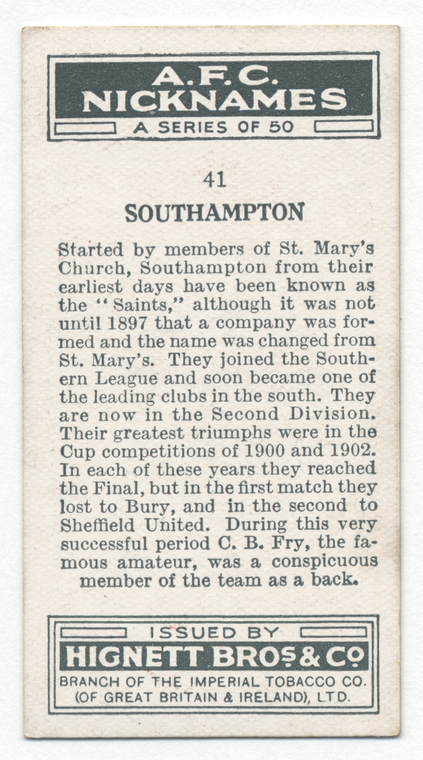 A.F.C.
NICKNAMES
A SERIES OF 50
41
SOUTHAMPTON
Started by members of St. Mary's
Church, Southampton from their
earliest days have been known as
the "Saints," although it was not
until 1897 that a company was for-
med and the name was changed from
St. Mary's. They joined the South-
ern League and soon became one of
the leading clubs in the south. They
are now in the Second Division.
Their greatest triumphs were in the
Cup competitions of 1900 and 1902.
In each of these years they reached
the Final, but in the first match they
lost to Bury, and in the second to
Sheffield United. During this very
successful period C. B. Fry, the fa-
mous amateur, was a conspicuous
member of the team as a back.
ISSUED BY
HIGNETT BROS & CO
BRANCH OF THE IMPERIAL TOBACCO CO.
(OF GREAT BRITAIN & IRELAND), LTD.